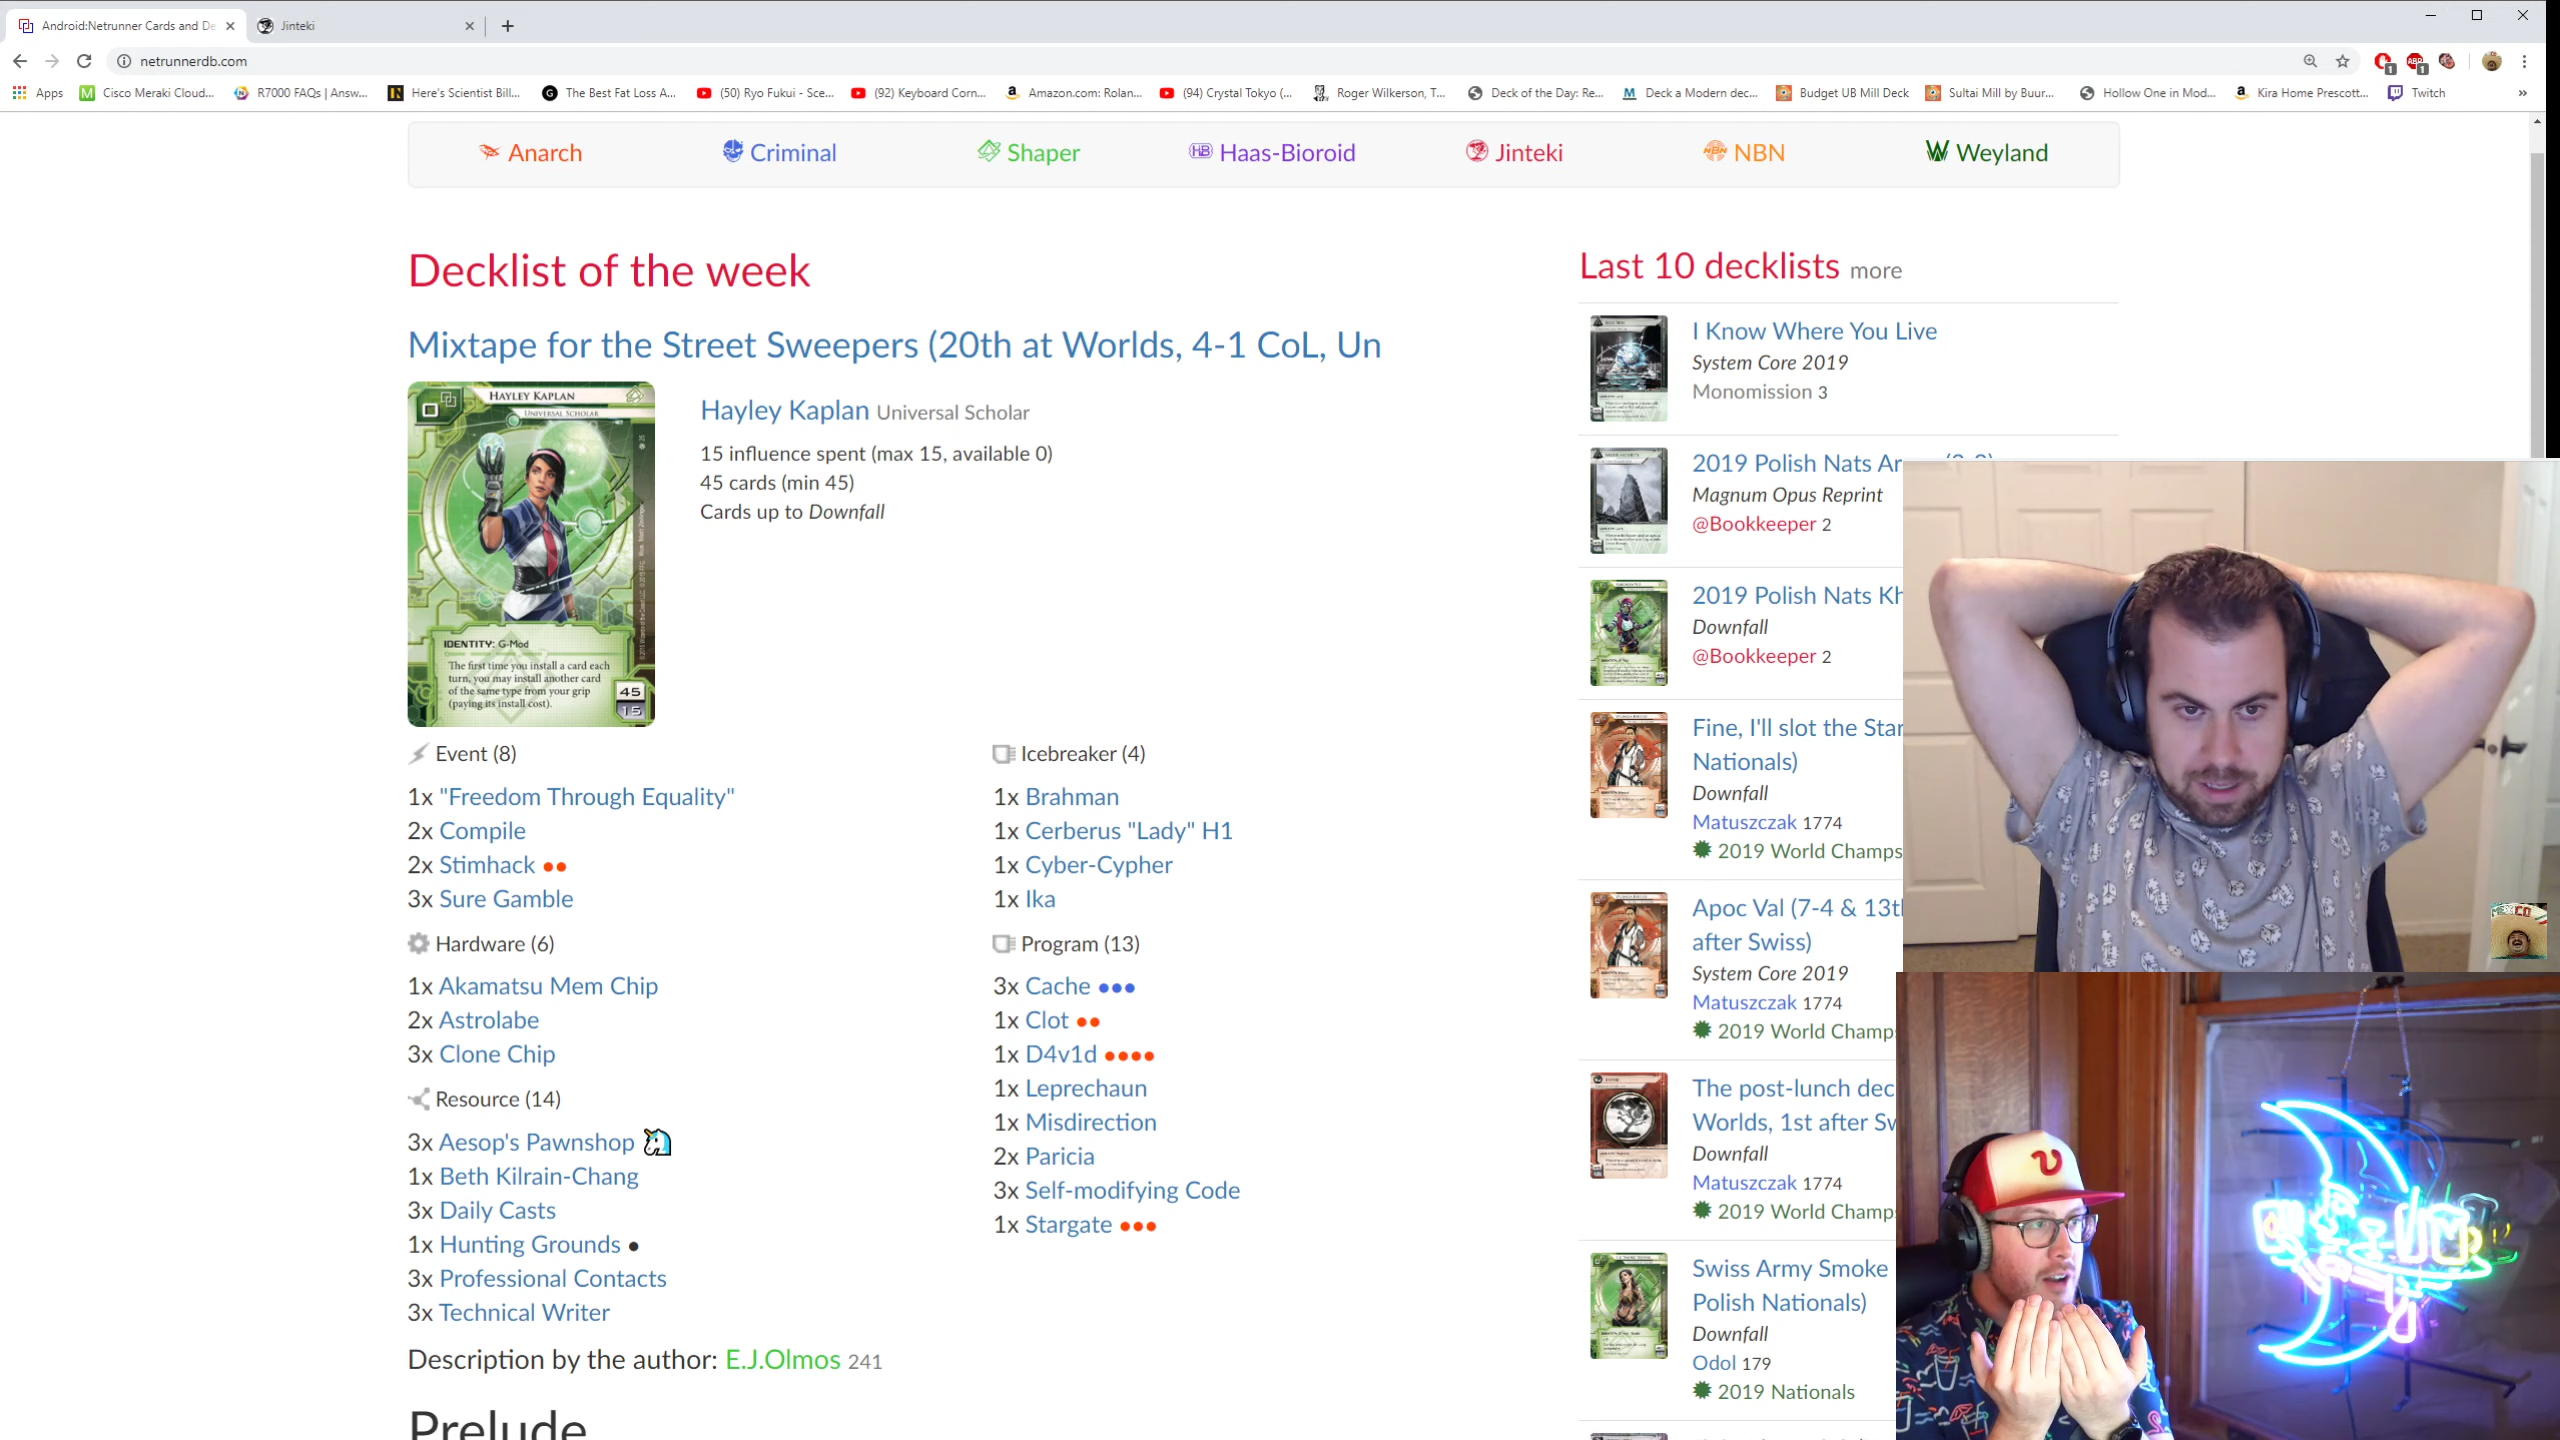 Android:Netrunner Cards and De
Jinteki
netrunnerdb.com
Apps
Cisco Meraki Cloud...
R7000 FAQs | Answ...
Here's Scientist Bill...
The Best Fat Loss A...
(50) Ryo Fukui - Sce...
(92) Keyboard Corn...
Amazon.com: Rolan...
(94) Crystal Tokyo (...
Roger Wilkerson, T...
Deck of the Day: Re...
Deck a Modern dec...
Budget UB Mill Deck
Sultai Mill by Buur...
Hollow One in Mod...
Kira Home Prescott...
Twitch
Anarch
Criminal
Shaper
Haas-Bioroid
Jinteki
NBN
Weyland
Decklist of the week
Mixtape for the Street Sweepers (20th at Worlds, 4-1 CoL, Un
HAYLEY KAPLAN
UNIVERSAL SCHOLAR
IDENTITY: G-Mod
The first time you install a card each
turn, you may install another card
of the same type from your grip
(paying its install cost).
45
15
Hayley Kaplan Universal Scholar
15 influence spent (max 15, available 0)
45 cards (min 45)
Cards up to Downfall
Event (8)
1x "Freedom Through Equality"
2x Compile
2x Stimhack
3x Sure Gamble
Hardware (6)
1x Akamatsu Mem Chip
2x Astrolabe
3x Clone Chip
Resource (14)
3x Aesop's Pawnshop
1x Beth Kilrain-Chang
3x Daily Casts
1x Hunting Grounds
3x Professional Contacts
3x Technical Writer
Icebreaker (4)
1x Brahman
1x Cerberus "Lady" H1
1x Cyber-Cypher
1x Ika
Program (13)
3x Cache
1x Clot
1x D4v1d
1x Leprechaun
1x Misdirection
2x Paricia
3x Self-modifying Code
1x Stargate
Description by the author: E.J.Olmos 241
Prelude
Last 10 decklists more
I Know Where You Live
System Core 2019
Monomission 3
2019 Polish Nats Ar
Magnum Opus Reprint
@Bookkeeper 2
2019 Polish Nats Kh
Downfall
@Bookkeeper 2
Fine, I'll slot the Star
Nationals)
Downfall
Matuszczak 1774
2019 World Champs
Apoc Val (7-4 & 13th
after Swiss)
System Core 2019
Matuszczak 1774
2019 World Champs
The post-lunch dec
Worlds, 1st after Sw
Downfall
Matuszczak 1774
2019 World Champs
Swiss Army Smoke
Polish Nationals)
Downfall
Odol 179
2019 Nationals
MEXICO